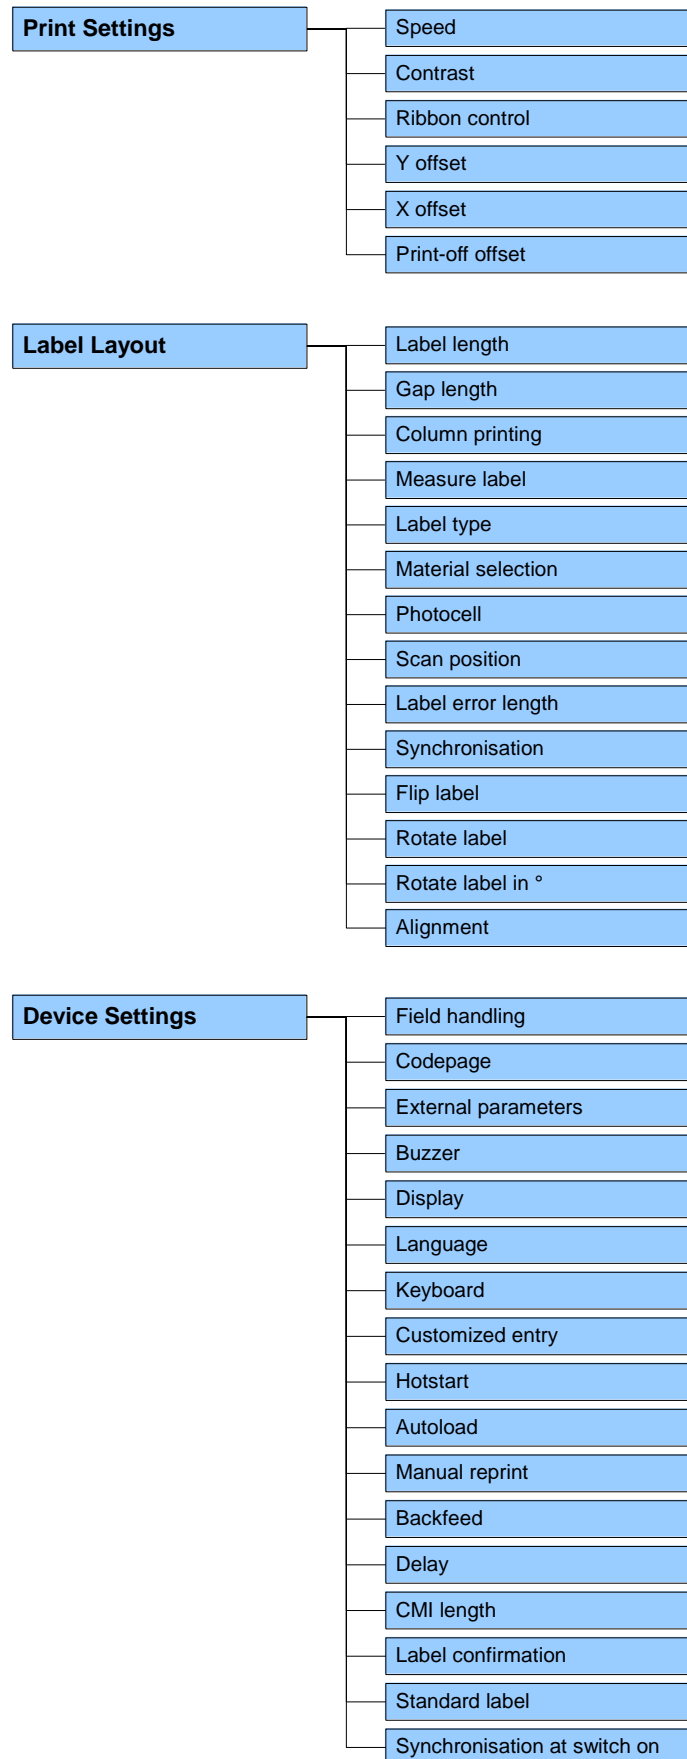 Print Settings
Speed
Contrast
Ribbon control
Y offset
X offset
Print-off offset
Label Layout
Label length
Gap length
Column printing
Measure label
Label type
Material selection
Photocell
Scan position
Label error length
Synchronisation
Flip label
Rotate label
Rotate label in °
Alignment
Device Settings
Field handling
Codepage
External parameters
Buzzer
Display
Language
Keyboard
Customized entry
Hotstart
Autoload
Manual reprint
Backfeed
Delay
CMI length
Label confirmation
Standard label
Synchronisation at switch on